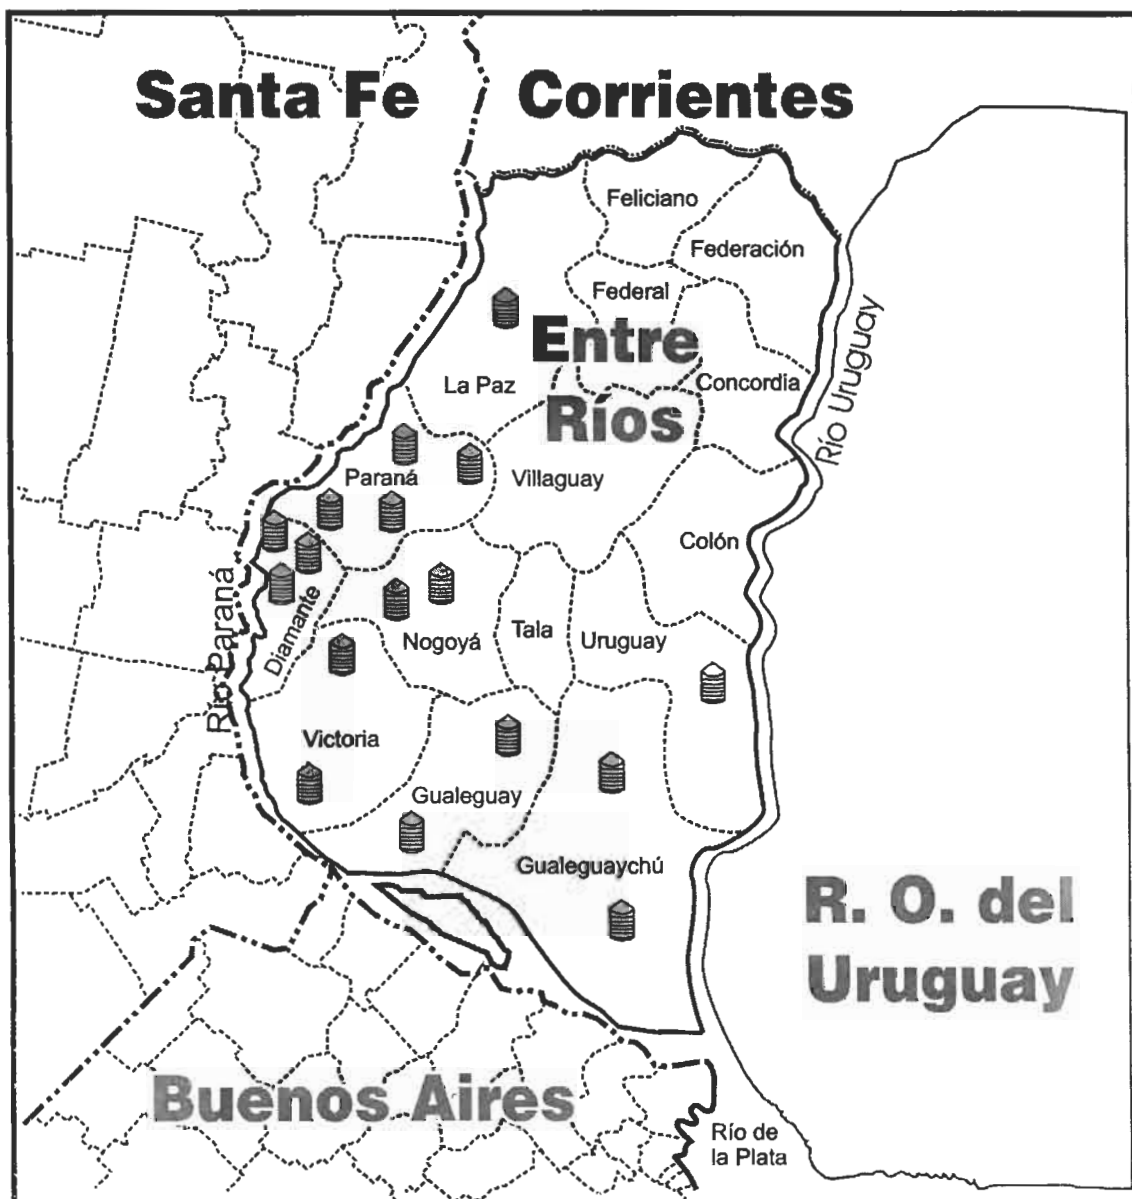 Santa Fe
Corrientes
Feliciano
Federación
Federal
Entre
Ríos
La Paz
Concordia
Río Uruguay
Paraná
Villaguay
Colón
Río Paraná
Diamante
Nogoyá
Tala
Uruguay
Victoria
Gualeguay
Gualeguaychú
R. O. del
Uruguay
Buenos Aires
Río de
la Plata